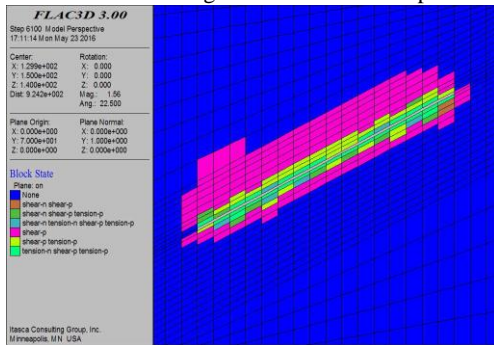 FLAC3D 3.00
Step 6100 Model Perspective
17:11:14 Mon May 23 2016
Center: Rotation:
X: 1.299e+002 X: 0.000
Y: 1.500e+002 Y: 0.000
Z: 1.400e+002 Z: 0.000
Dist: 9.242e+002 Mag.: 1.56
Ang.: 22.500
Plane Origin: Plane Normal:
X: 0.000e+000 X: 0.000e+000
Y: 7.000e+001 Y: 1.000e+000
Z: 0.000e+000 Z: 0.000e+000
Block State
Plane: on
None
shear-n shear-p
shear-n shear-p tension-p
shear-n tension-n shear-p tension-p
shear-p
shear-p tension-p
tension-n shear-p tension-p
Itasca Consulting Group, Inc.
Minneapolis, MN USA